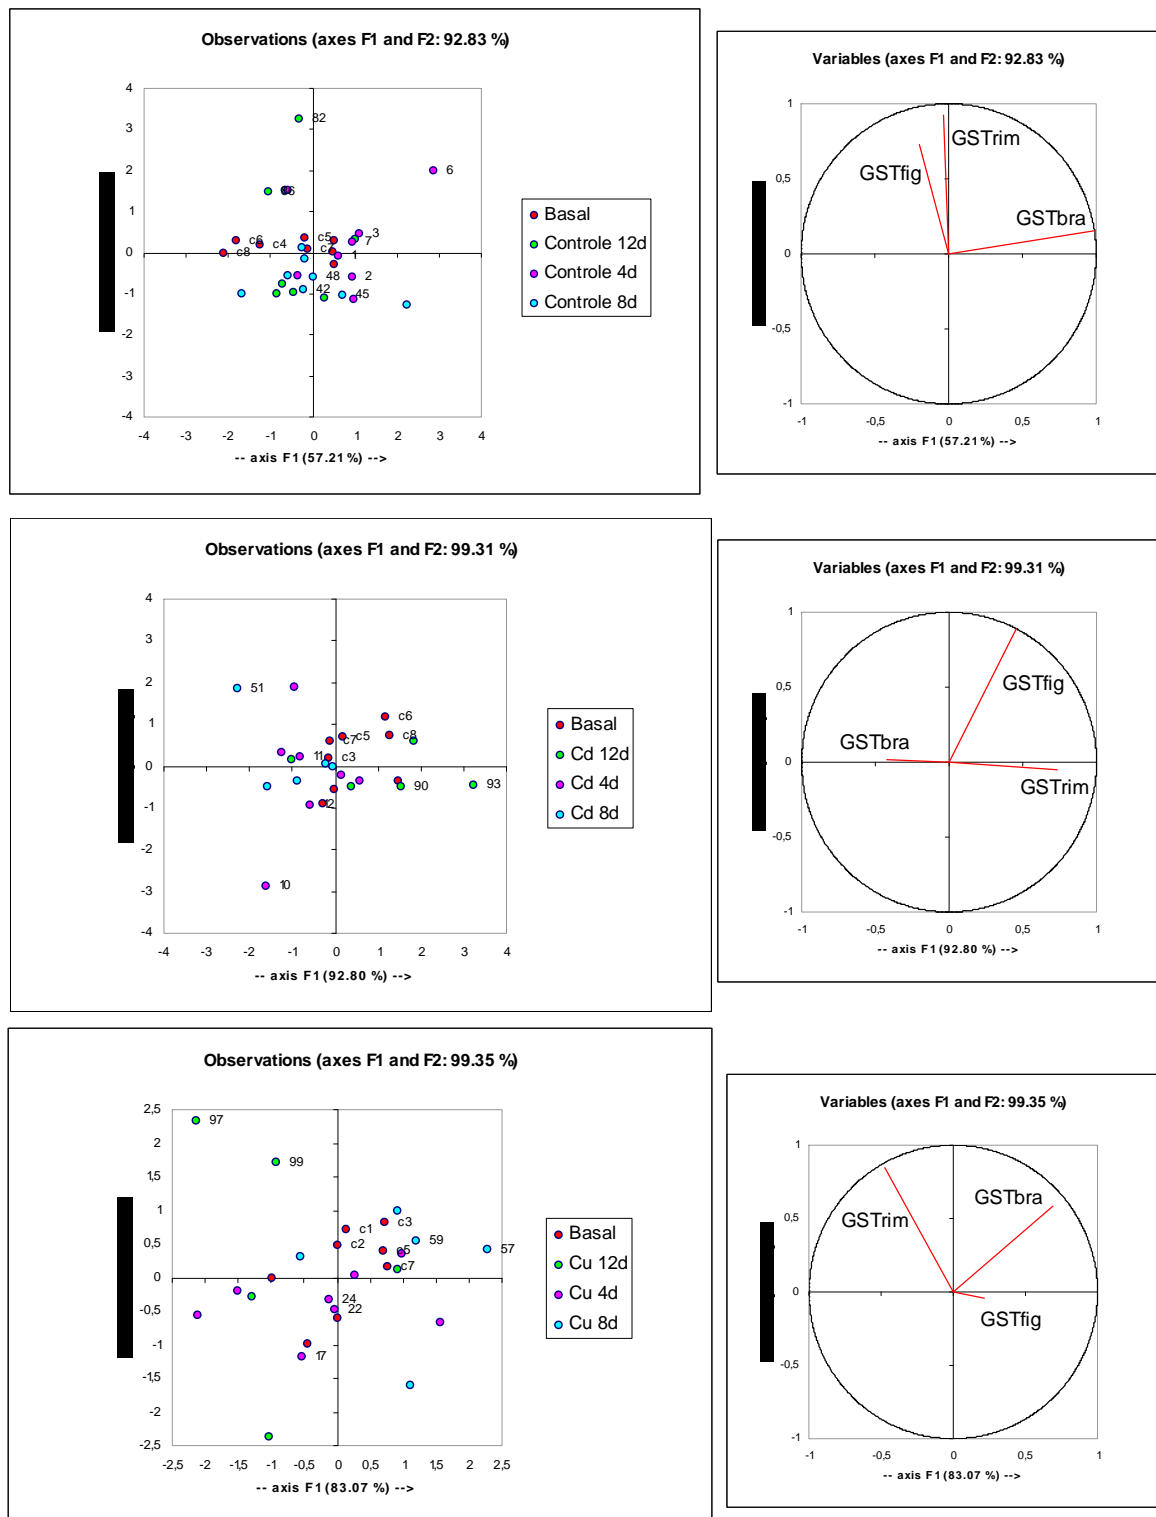 Observations (axes F1 and F2: 92.83 %)
4
3
2
1
0
-1
-2
-3
-4
-4 -3 -2 -1 0 1 2 3 4
-- axis F1 (57.21 %) -->
82
6
c6
c4
c5
3
7
c8
1
48
2
42
45
Basal
Controle 12d
Controle 4d
Controle 8d
Variables (axes F1 and F2: 92.83 %)
1
0,5
0
-0,5
-1
-1 -0,5 0 0,5 1
-- axis F1 (57.21 %) -->
GSTrim
GSTfig
GSTbra
Observations (axes F1 and F2: 99.31 %)
4
3
2
1
0
-1
-2
-3
-4
-4 -3 -2 -1 0 1 2 3 4
-- axis F1 (92.80 %) -->
51
c6
c7
c5
c8
11
c3
90
93
12
10
Basal
Cd 12d
Cd 4d
Cd 8d
Variables (axes F1 and F2: 99.31 %)
1
0,5
0
-0,5
-1
-1 -0,5 0 0,5 1
-- axis F1 (92.80 %) -->
GSTfig
GSTbra
GSTrim
Observations (axes F1 and F2: 99.35 %)
2,5
2
1,5
1
0,5
0
-0,5
-1
-1,5
-2
-2,5
-2,5 -2 -1,5 -1 -0,5 0 0,5 1 1,5 2 2,5
-- axis F1 (83.07 %) -->
97
99
c1
c3
c2
59
57
c5
c7
24
22
17
Basal
Cu 12d
Cu 4d
Cu 8d
Variables (axes F1 and F2: 99.35 %)
1
0,5
0
-0,5
-1
-1 -0,5 0 0,5 1
-- axis F1 (83.07 %) -->
GSTbra
GSTrim
GSTfig